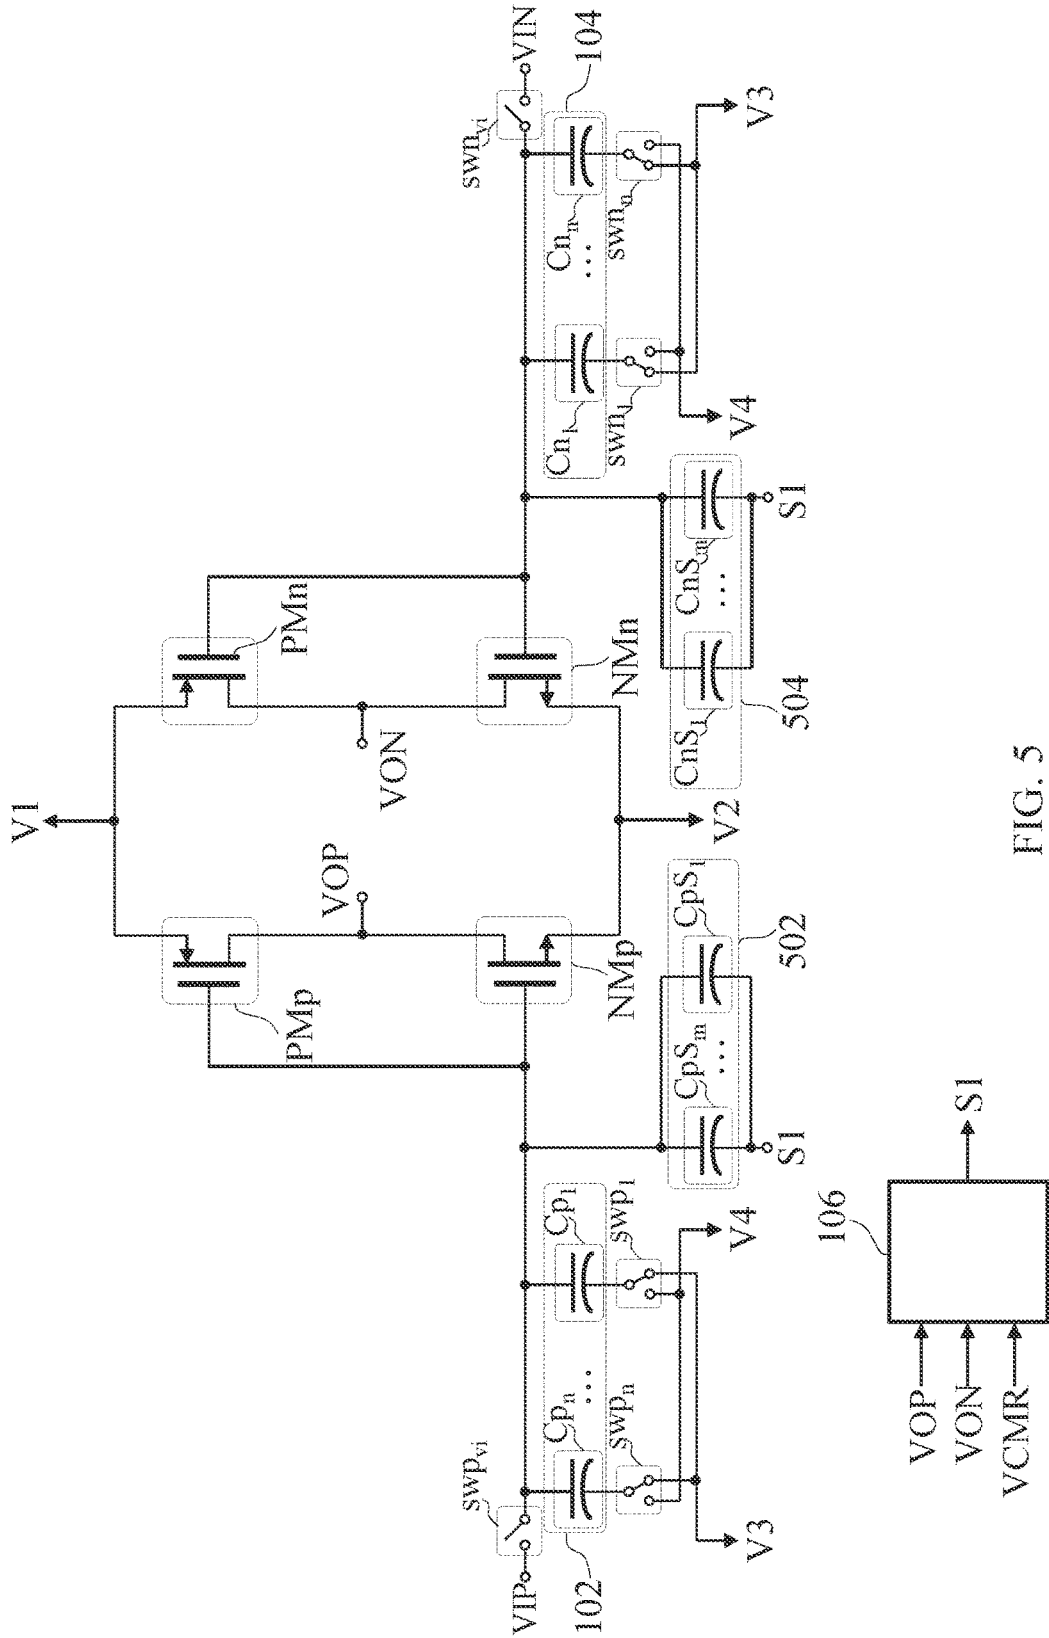 V1
PMp
PMn
VOP
VON
NMp
NMn
V2
VIP
swp_vi
swn_vi
VIN
102
Cp_n
...
Cp_1
swp_n
swp_1
V3
V4
CpS_m
....
CpS_1
502
S1
CnS_1
...
CnS_m
504
S1
Cn_1
...
Cn_n
104
swn_1
swn_n
V4
V3
106
VOP
VON
VCMR
S1
FIG. 5